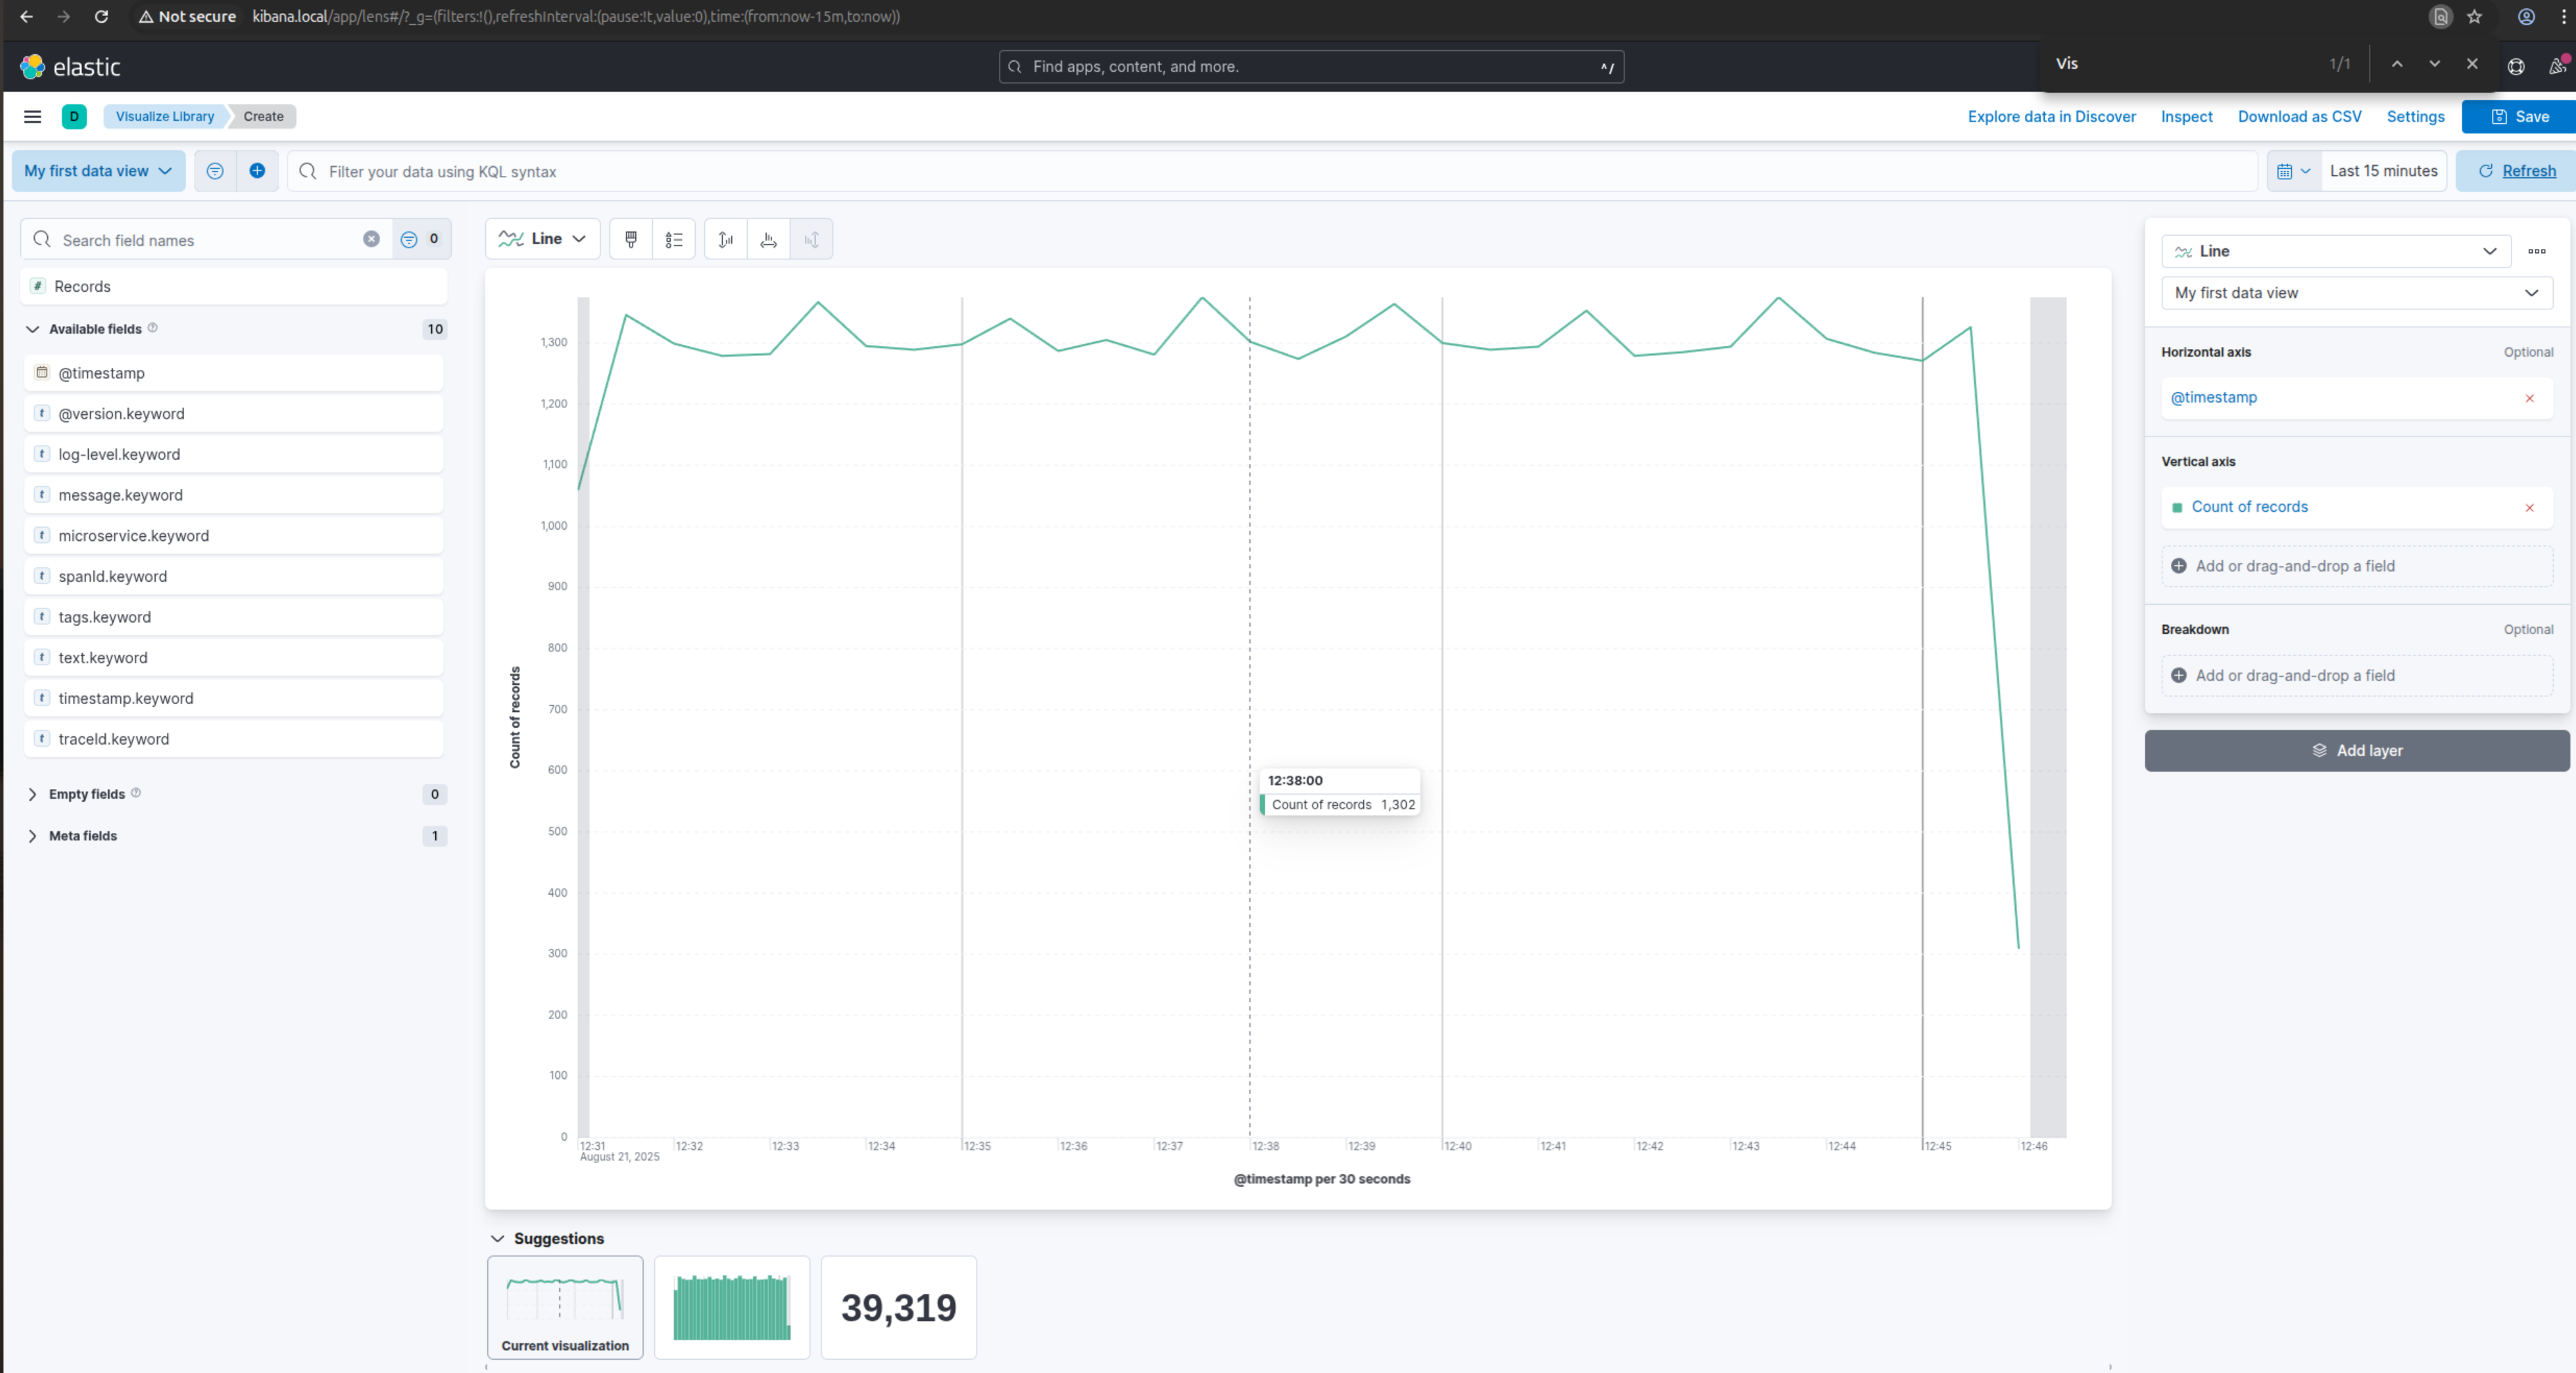 Not secure kibana.local/app/lens#/?_g=(filters:!(),refreshInterval:(pause:!t,value:0),time:(from:now-15m,to:now))
elastic
Find apps, content, and more.
^/
Vis
1/1
D
Visualize Library
Create
Explore data in Discover
Inspect
Download as CSV
Settings
Save
My first data view
Filter your data using KQL syntax
Last 15 minutes
Refresh
Search field names
0
Records
Available fields
10
@timestamp
@version.keyword
log-level.keyword
message.keyword
microservice.keyword
spanId.keyword
tags.keyword
text.keyword
timestamp.keyword
traceId.keyword
Empty fields
0
Meta fields
1
Line
Count of records
1,300
1,200
1,100
1,000
900
800
700
600
500
400
300
200
100
0
12:38:00
Count of records 1,302
12:31
12:32
12:33
12:34
12:35
12:36
12:37
12:38
12:39
12:40
12:41
12:42
12:43
12:44
12:45
12:46
August 21, 2025
@timestamp per 30 seconds
Suggestions
Current visualization
39,319
Line
My first data view
Horizontal axis
Optional
@timestamp
Vertical axis
Count of records
Add or drag-and-drop a field
Breakdown
Optional
Add or drag-and-drop a field
Add layer